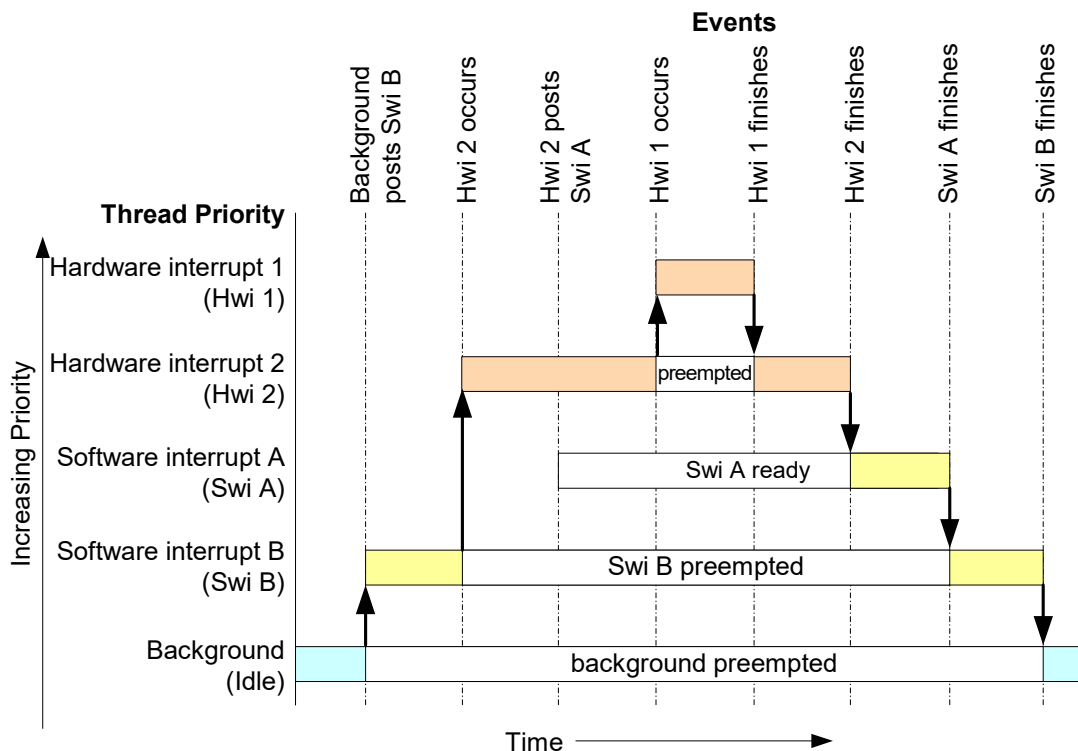 Events
Background
posts Swi B
Hwi 2 occurs
Hwi 2 posts
Swi A
Hwi 1 occurs
Hwi 1 finishes
Hwi 2 finishes
Swi A finishes
Swi B finishes
Thread Priority
Increasing Priority
Hardware interrupt 1
(Hwi 1)
Hardware interrupt 2
(Hwi 2)
preempted
Software interrupt A
(Swi A)
Swi A ready
Software interrupt B
(Swi B)
Swi B preempted
Background
(Idle)
background preempted
Time